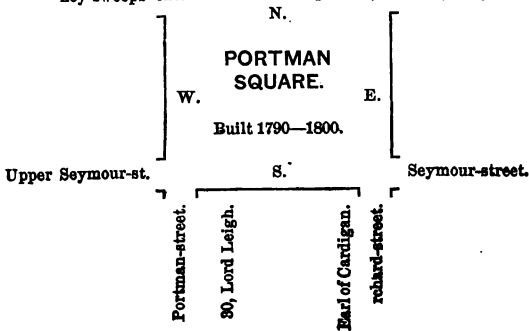 N.
PORTMAN
SQUARE.
W.
E.
Built 1790—1800.
Upper Seymour-st.
S.
Seymour-street.
Portman-street.
30, Lord Leigh.
Earl of Cardigan.
rchard-street.